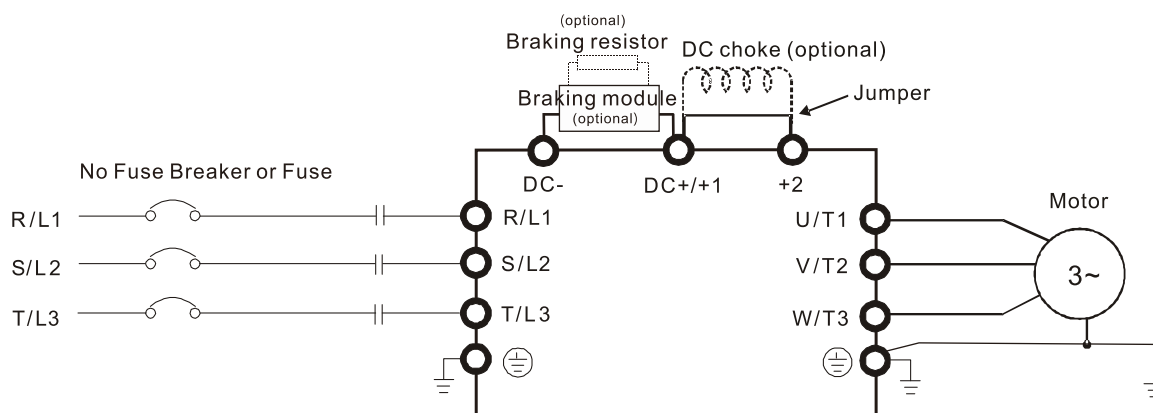 (optional)
Braking resistor
DC choke (optional)
Braking module
(optional)
Jumper
No Fuse Breaker or Fuse
DC-
DC+/+1
+2
Motor
R/L1
R/L1
U/T1
S/L2
S/L2
V/T2
3~
T/L3
T/L3
W/T3